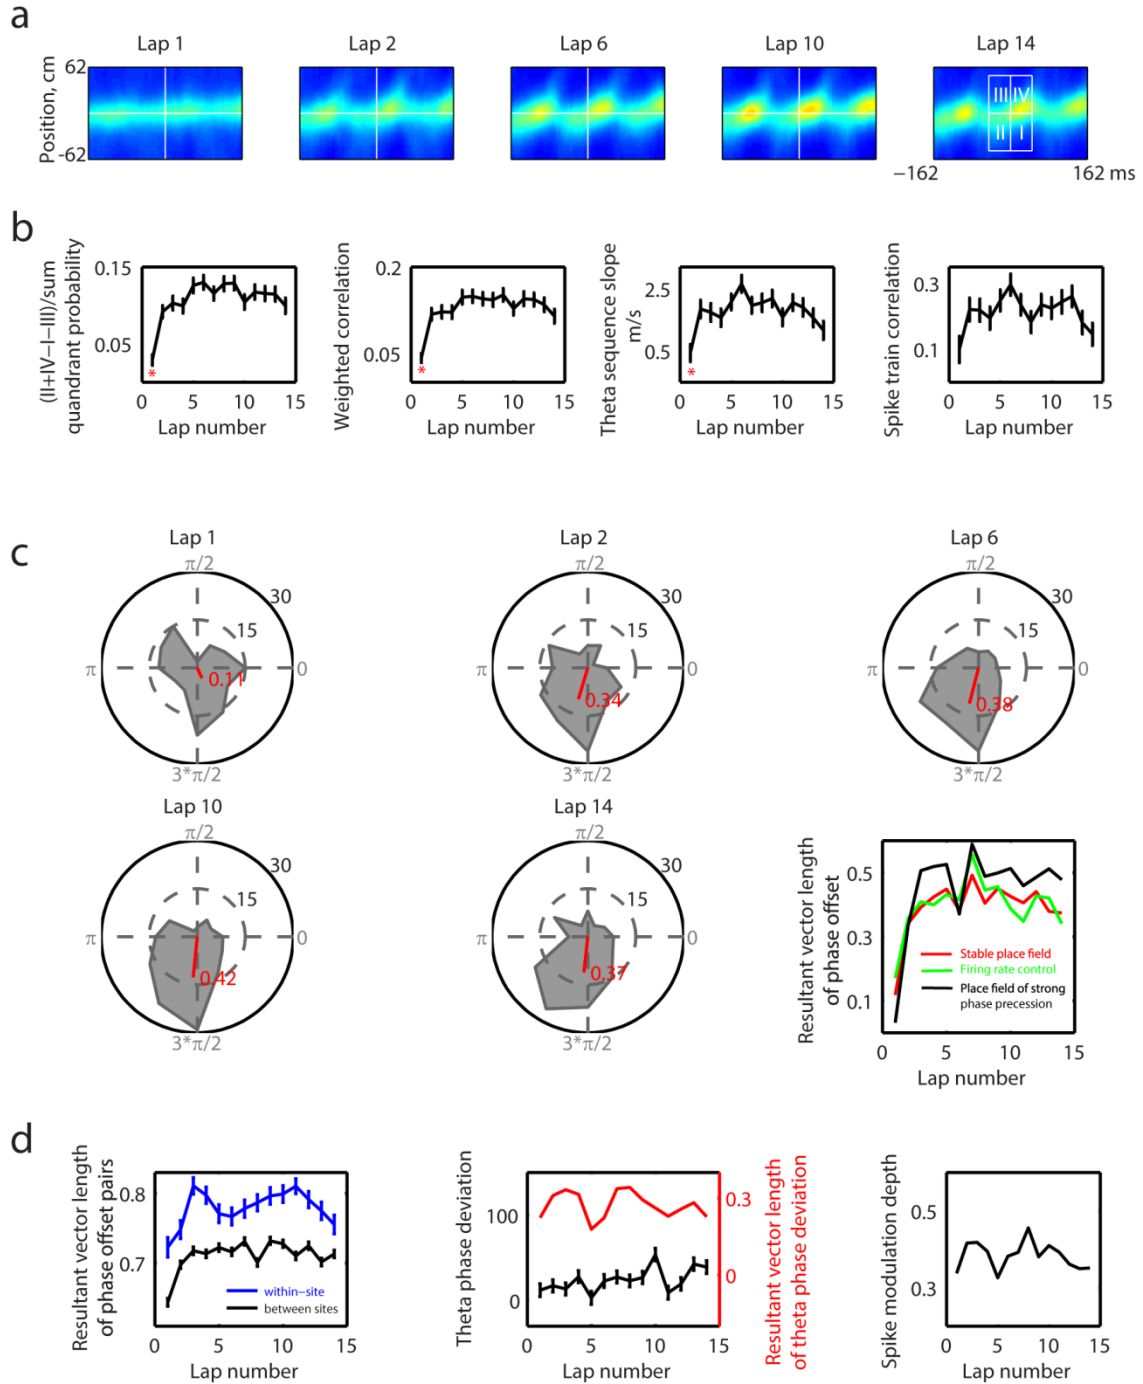 a
Lap 1
Lap 2
Lap 6
Lap 10
Lap 14
Position, cm
62
-62
III IV
II I
−162
162 ms
b
(II+IV−I−III)/sum
quandrant probability
0.15
0.05
*
0 5 10 15
Lap number
Weighted correlation
0.2
0.05
*
0 5 10 15
Lap number
Theta sequence slope
m/s
2.5
0.5
*
0 5 10 15
Lap number
Spike train correlation
0.3
0.1
0 5 10 15
Lap number
c
Lap 1
π/2
30
15
π
0
0.11
3*π/2
Lap 2
π/2
30
15
π
0
0.34
3*π/2
Lap 6
π/2
30
15
π
0
0.38
3*π/2
Lap 10
π/2
30
15
π
0
0.42
3*π/2
Lap 14
π/2
30
15
π
0
0.37
3*π/2
Resultant vector length
of phase offset
0.5
0.3
0.1
Stable place field
Firing rate control
Place field of strong
phase precession
0 5 10 15
Lap number
d
Resultant vector length
of phase offset pairs
0.8
0.7
within−site
between sites
0 5 10 15
Lap number
Theta phase deviation
100
0
0.3
0
Resultant vector length
of theta phase deviation
0 5 10 15
Lap number
Spike modulation depth
0.5
0.3
0 5 10 15
Lap number